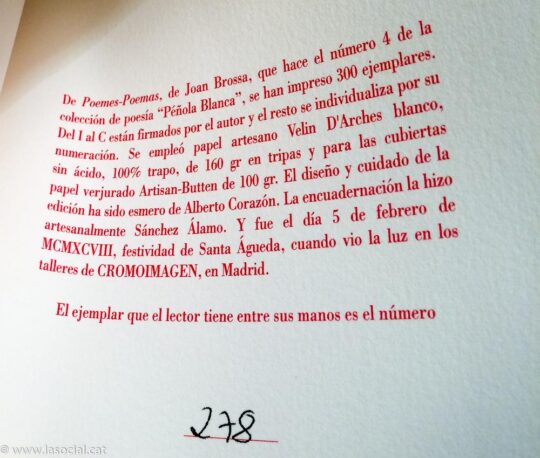 De Poemes-Poemas, de Joan Brossa, que hace el número 4 de la
colección de poesía “Péñola Blanca”, se han impreso 300 ejemplares.
Del I al C están firmados por el autor y el resto se individualiza por su
numeración. Se empleó papel artesano Velin D'Arches blanco,
sin ácido, 100% trapo, de 160 gr en tripas y para las cubiertas
papel verjurado Artisan-Butten de 100 gr. El diseño y cuidado de la
edición ha sido esmero de Alberto Corazón. La encuadernación la hizo
artesanalmente Sánchez Álamo. Y fue el día 5 de febrero de
MCMXCVIII, festividad de Santa Águeda, cuando vio la luz en los
talleres de CROMOIMAGEN, en Madrid.
El ejemplar que el lector tiene entre sus manos es el número
278
© www.lasocial.cat